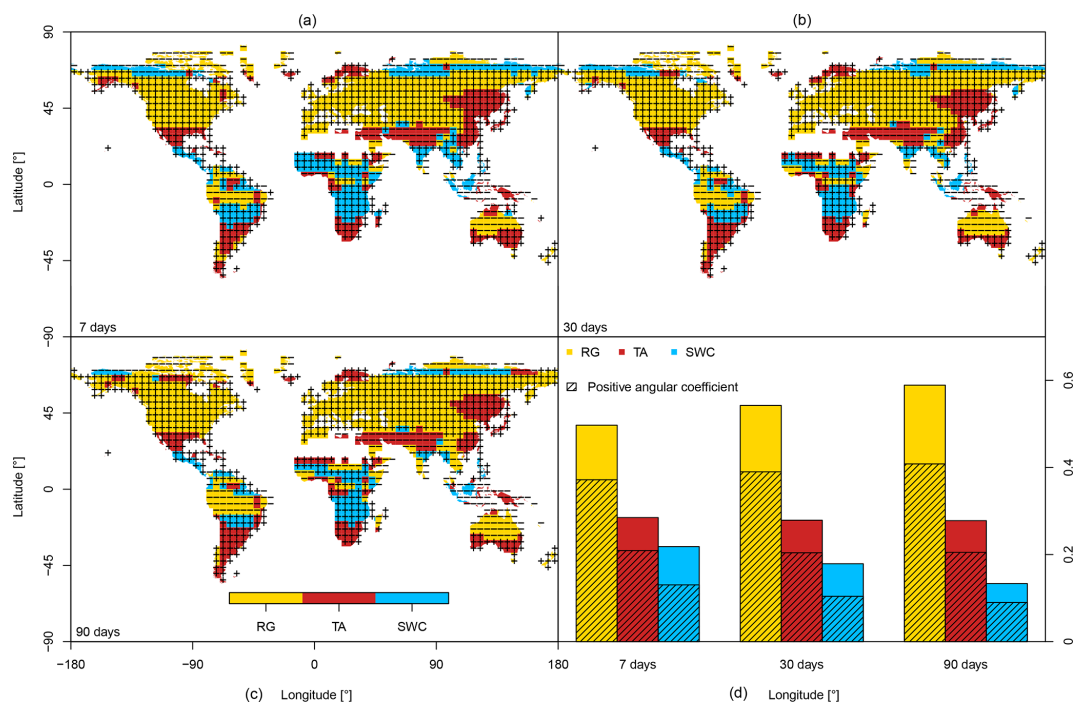 (a)
(b)
90
45
0
−45
−90
Latitude [°]
7 days
30 days
45
0
−45
−90
Latitude [°]
90 days
RG TA SWC
−180 −90 0 90 180
(c) Longitude [°]
RG TA SWC
Positive angular coefficient
0.6
0.4
0.2
0
7 days 30 days 90 days
(d) Longitude [°]